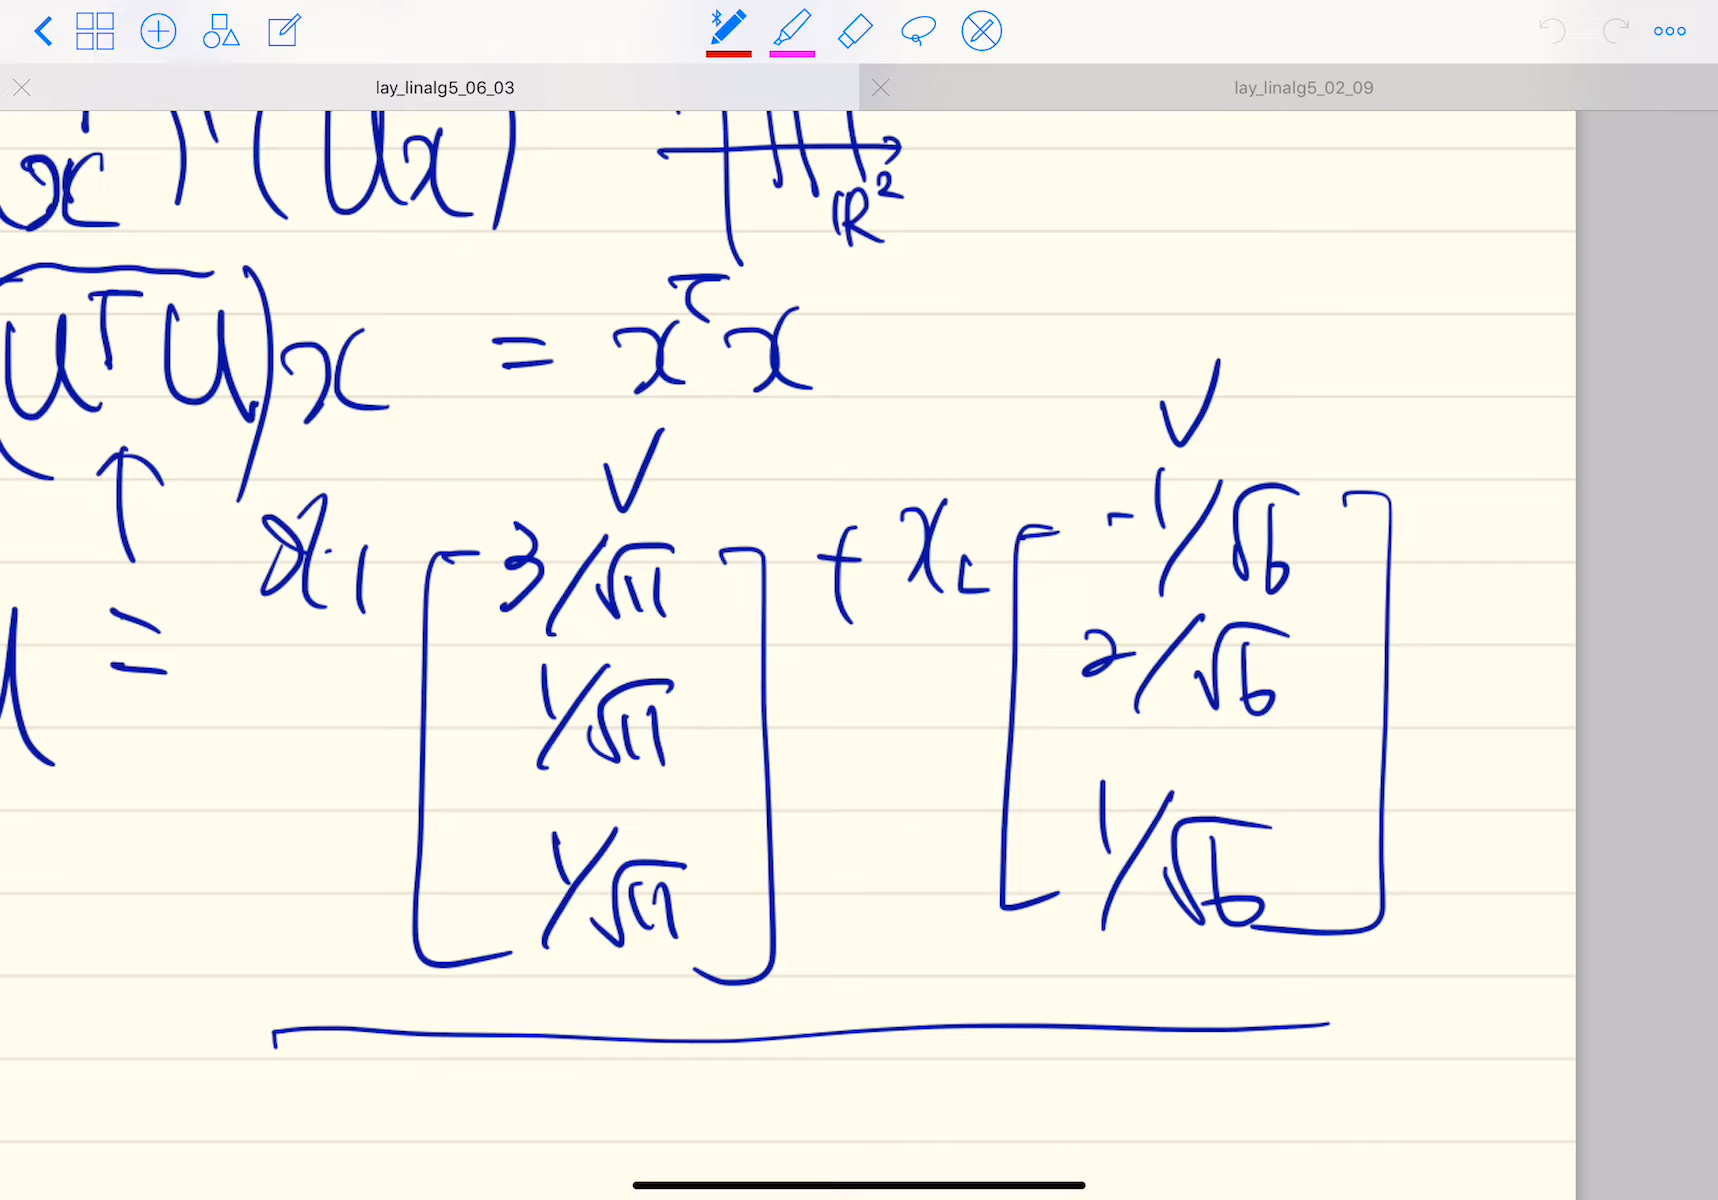 lay_linalg5_06_03
lay_linalg5_02_09
x)ᵀ(Ux)
ℝ²
UᵀU)x = xᵀx
✓ ✓
= x₁ [3/√11 + x₂ [-1/√6
1/√11 2/√6
1/√11] 1/√6]